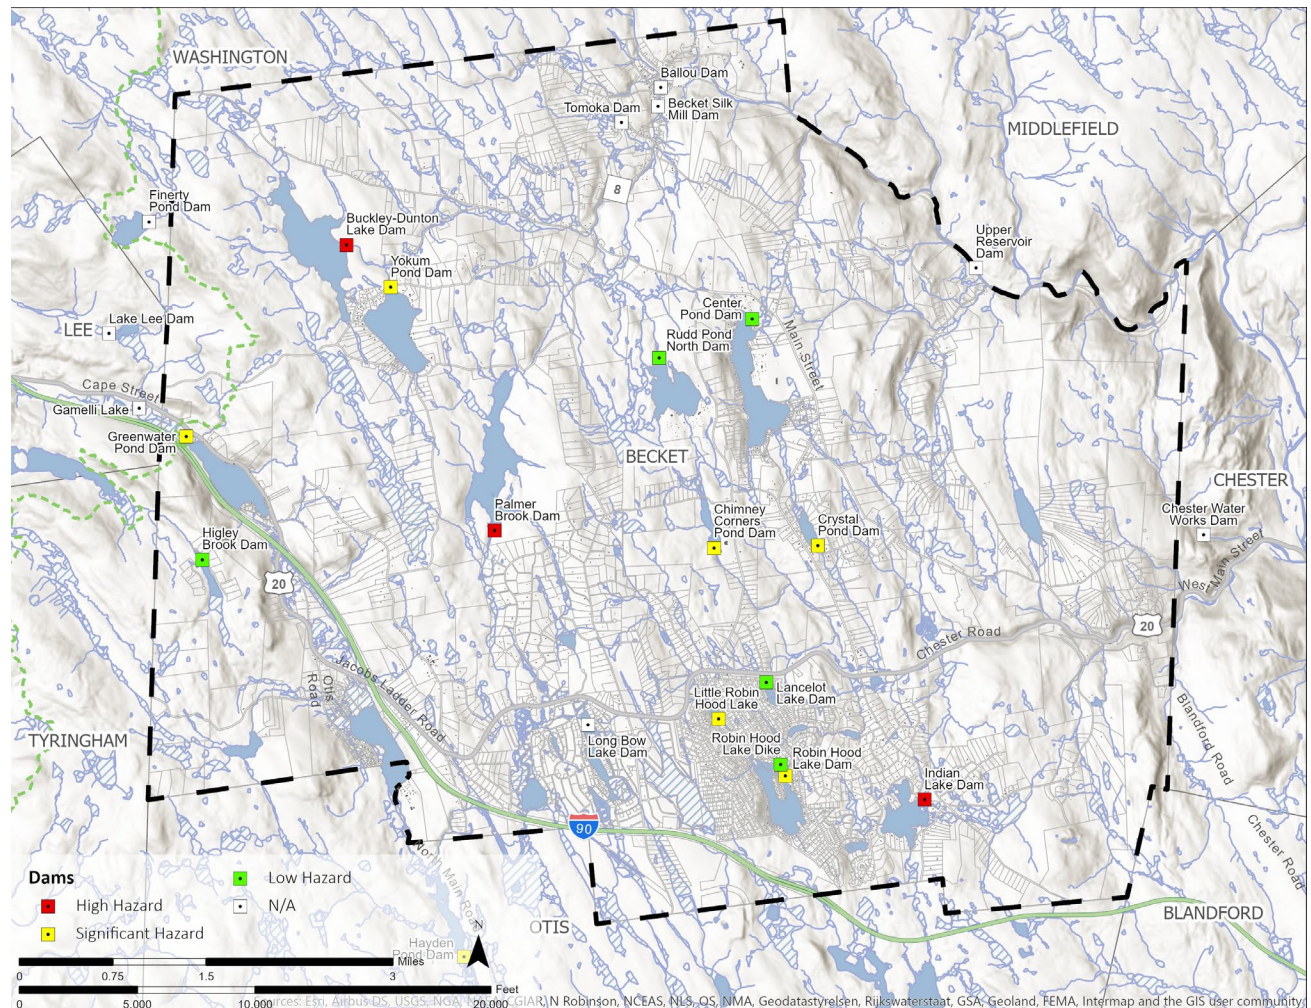 WASHINGTON
Ballou Dam
Becket Silk
Mill Dam
Tomoka Dam
MIDDLEFIELD
8
Finerty
Pond Dam
Buckley-Dunton
Lake Dam
Yokum
Pond Dam
Upper
Reservoir
Dam
Center
Pond Dam
Main Street
Rudd Pond
North Dam
LEE
Lake Lee Dam
Cape Street
Gamelli Lake
Greenwater
Pond Dam
BECKET
CHESTER
Palmer
Brook Dam
Chimney
Corners
Pond Dam
Crystal
Pond Dam
Chester Water
Works Dam
Higley
Brook Dam
20
West Main Street
20
Chester Road
Jacobs Ladder Road
Otis
Road
Little Robin
Hood Lake
Lancelot
Lake Dam
TYRINGHAM
Long Bow
Lake Dam
Robin Hood
Lake Dike
Robin Hood
Lake Dam
Indian
Lake Dam
Blandford Road
90
Chester Road
North Main Road
Dams
High Hazard
Significant Hazard
Low Hazard
N/A
OTIS
BLANDFORD
Hayden
Pond Dam
N
Miles
0 0.75 1.5 3
Feet
0 5,000 10,000 20,000
Esri, Airbus DS, USGS, NGA, CGIAR, N Robinson, NCEAS, NLS, OS, NMA, Geodatastyrelsen, Rijkswaterstaat, GSA, Geoland, FEMA, Intermap and the GIS user community